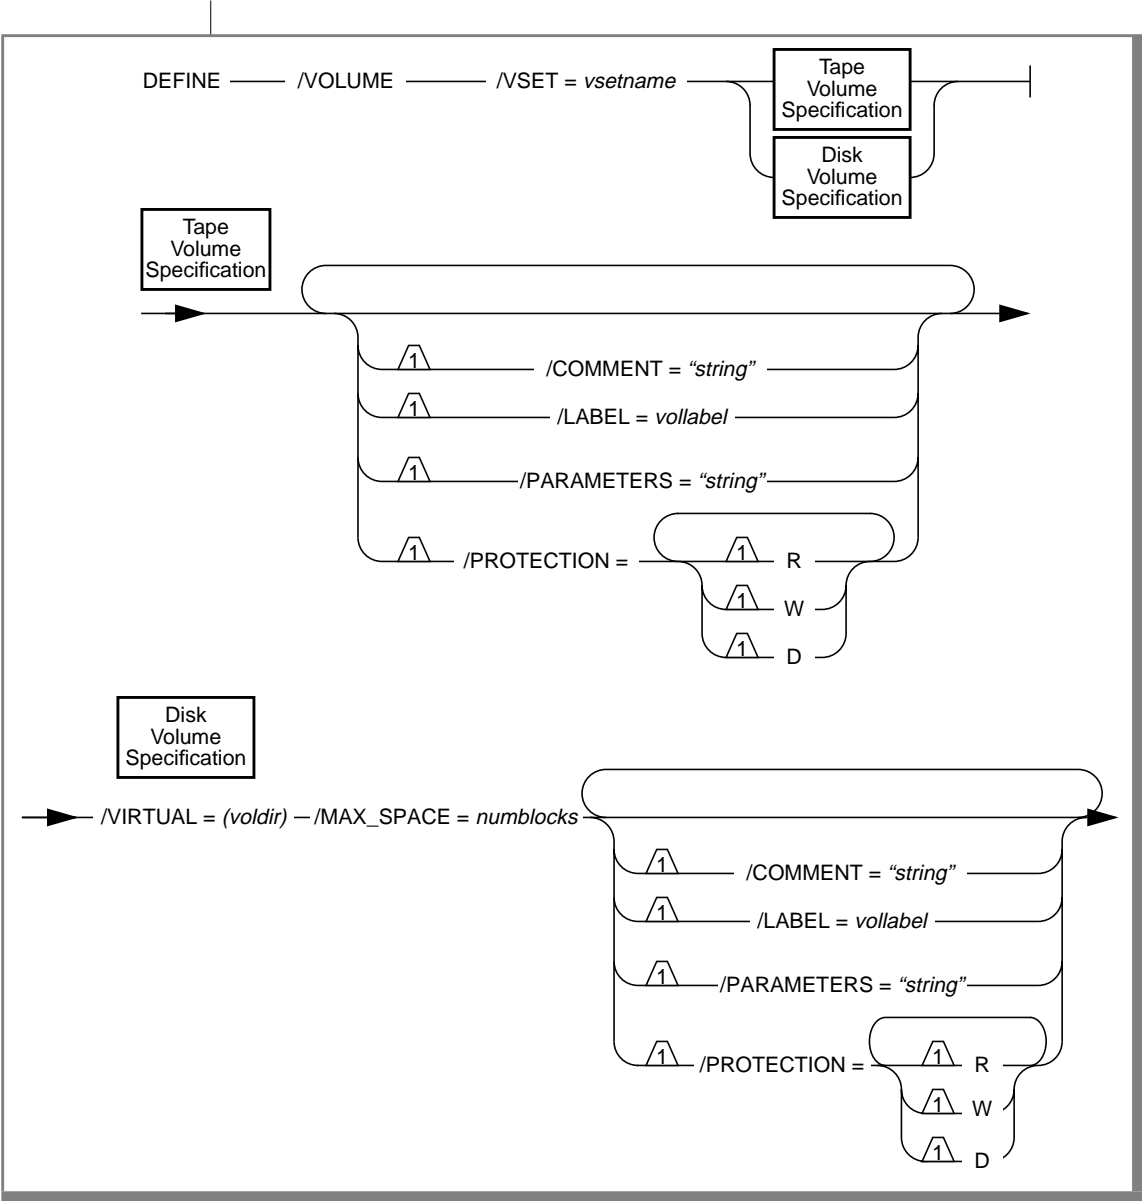 DEFINE /VOLUME /VSET = vsetname
Tape
Volume
Specification
Disk
Volume
Specification
Tape
Volume
Specification
1 /COMMENT = “string”
1 /LABEL = vollabel
1 /PARAMETERS = “string”
1 /PROTECTION = 1 R
1 W
1 D
Disk
Volume
Specification
/VIRTUAL = (voldir) /MAX_SPACE = numblocks
1 /COMMENT = “string”
1 /LABEL = vollabel
1 /PARAMETERS = “string”
1 /PROTECTION = 1 R
1 W
1 D